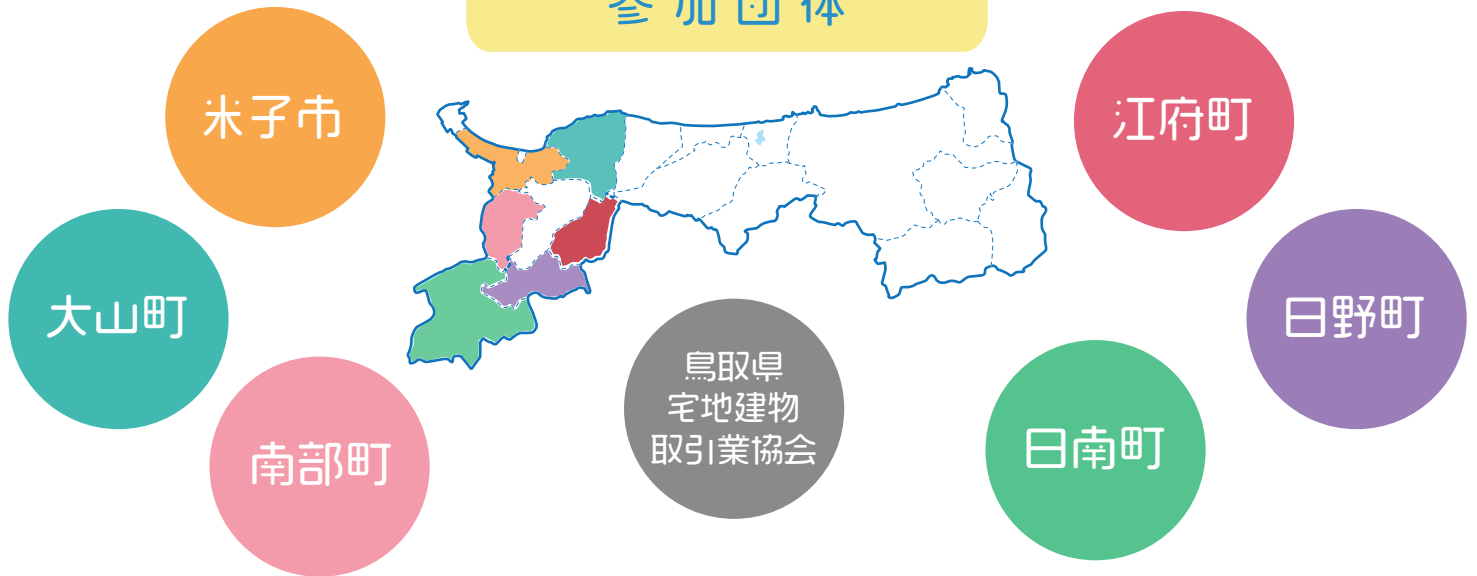 参加団体
米子市
江府町
大山町
日野町
南部町
鳥取県
宅地建物
取引業協会
日南町